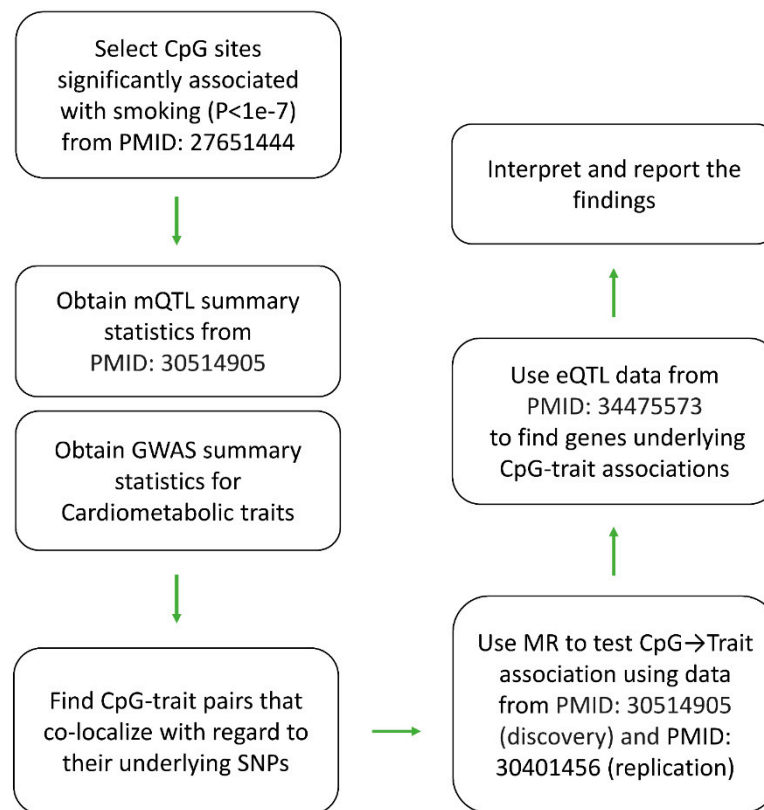 Select CpG sites
significantly associated
with smoking (P<1e-7)
from PMID: 27651444
Obtain mQTL summary
statistics from
PMID: 30514905
Obtain GWAS summary
statistics for
Cardiometabolic traits
Find CpG-trait pairs that
co-localize with regard to
their underlying SNPs
Use MR to test CpG→Trait
association using data
from PMID: 30514905
(discovery) and PMID:
30401456 (replication)
Use eQTL data from
PMID: 34475573
to find genes underlying
CpG-trait associations
Interpret and report the
findings